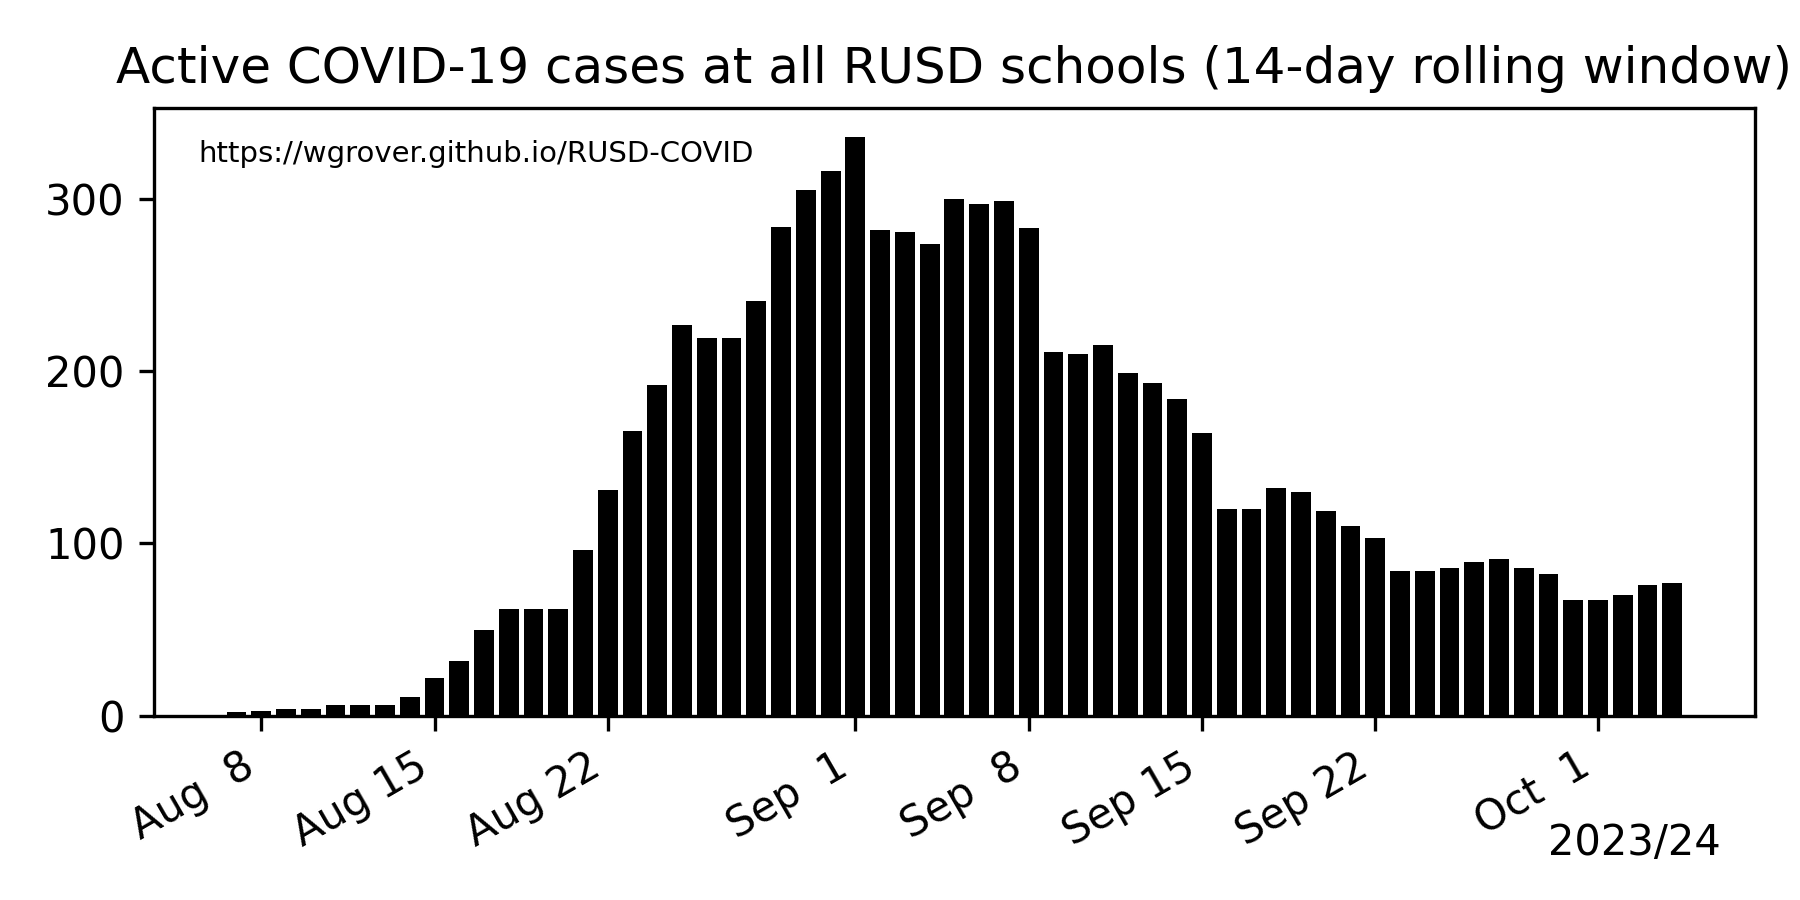 Active COVID-19 cases at all RUSD schools (14-day rolling window)
https://wgrover.github.io/RUSD-COVID
300
200
100
0
Aug 8
Aug 15
Aug 22
Sep 1
Sep 8
Sep 15
Sep 22
Oct 1
2023/24